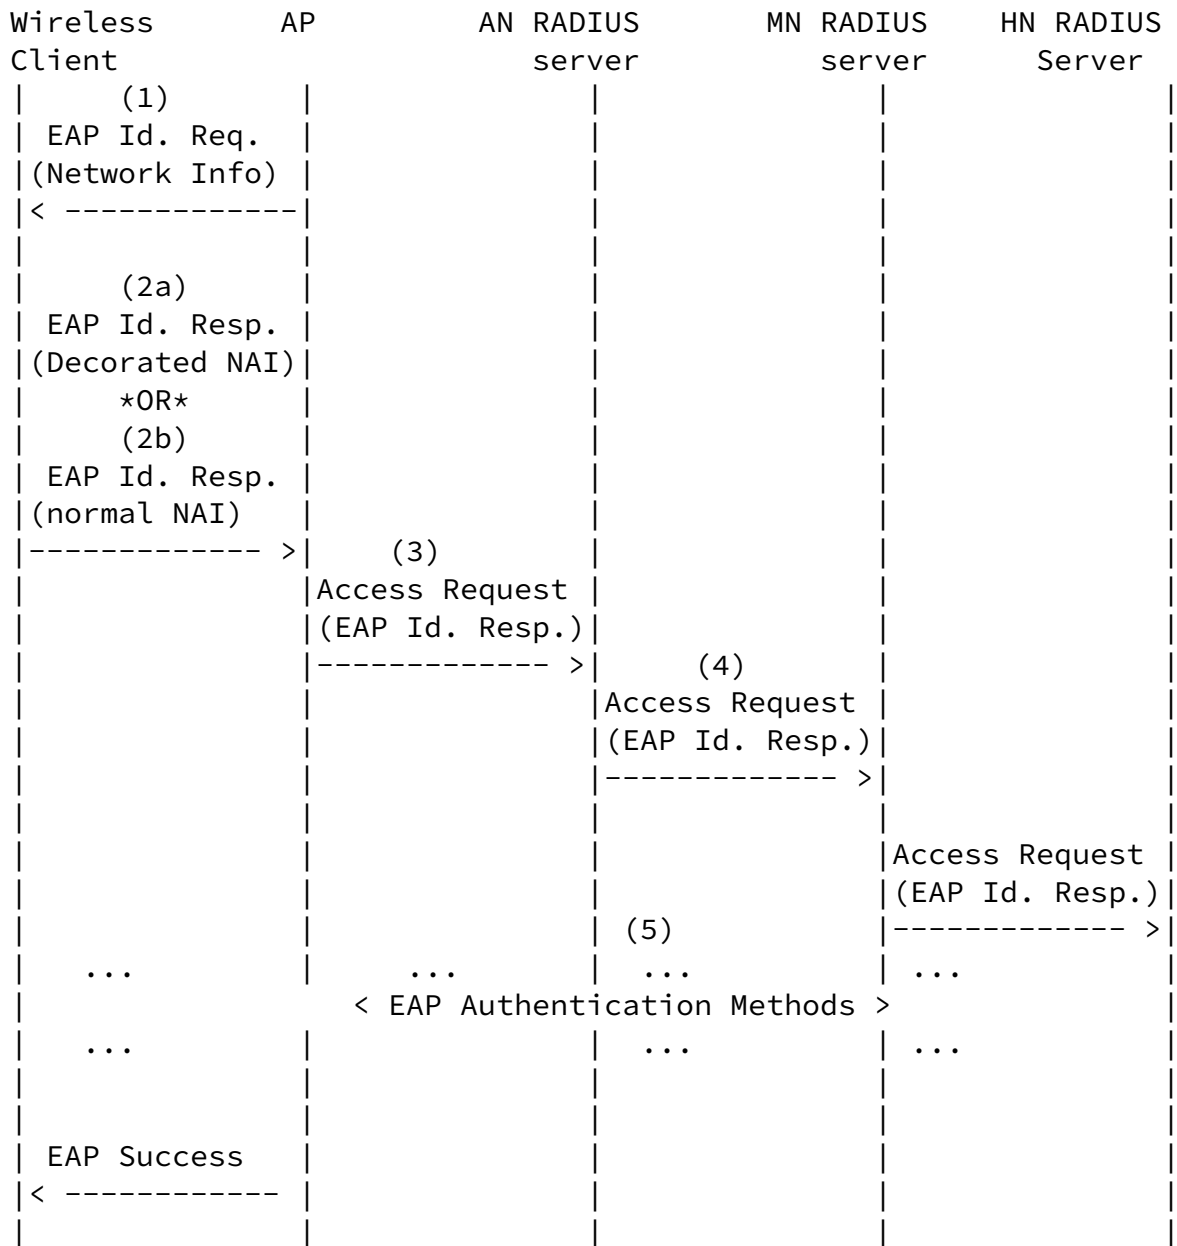 Wireless AP AN RADIUS MN RADIUS HN RADIUS
Client server server Server
(1)
EAP Id. Req.
(Network Info)
< -------------
(2a)
EAP Id. Resp.
(Decorated NAI)
*OR*
(2b)
EAP Id. Resp.
(normal NAI)
------------- > (3)
Access Request
(EAP Id. Resp.)
------------- > (4)
Access Request
(EAP Id. Resp.)
------------- >
Access Request
(EAP Id. Resp.)
(5) ------------- >
... ... ... ...
< EAP Authentication Methods >
... ... ...
EAP Success
< ------------